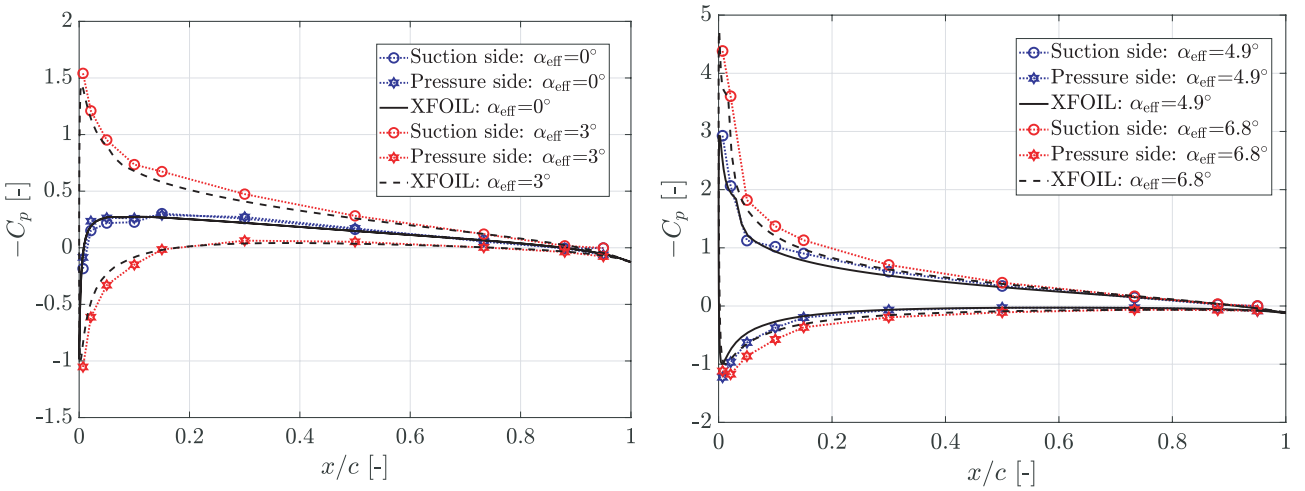 2
1.5
1
0.5
0
-0.5
-1
-1.5
−C_p [-]
0
0.2
0.4
0.6
0.8
1
x/c [-]
Suction side: α_eff=0°
Pressure side: α_eff=0°
XFOIL: α_eff=0°
Suction side: α_eff=3°
Pressure side: α_eff=3°
XFOIL: α_eff=3°
5
4
3
2
1
0
-1
-2
−C_p [-]
0
0.2
0.4
0.6
0.8
1
x/c [-]
Suction side: α_eff=4.9°
Pressure side: α_eff=4.9°
XFOIL: α_eff=4.9°
Suction side: α_eff=6.8°
Pressure side: α_eff=6.8°
XFOIL: α_eff=6.8°